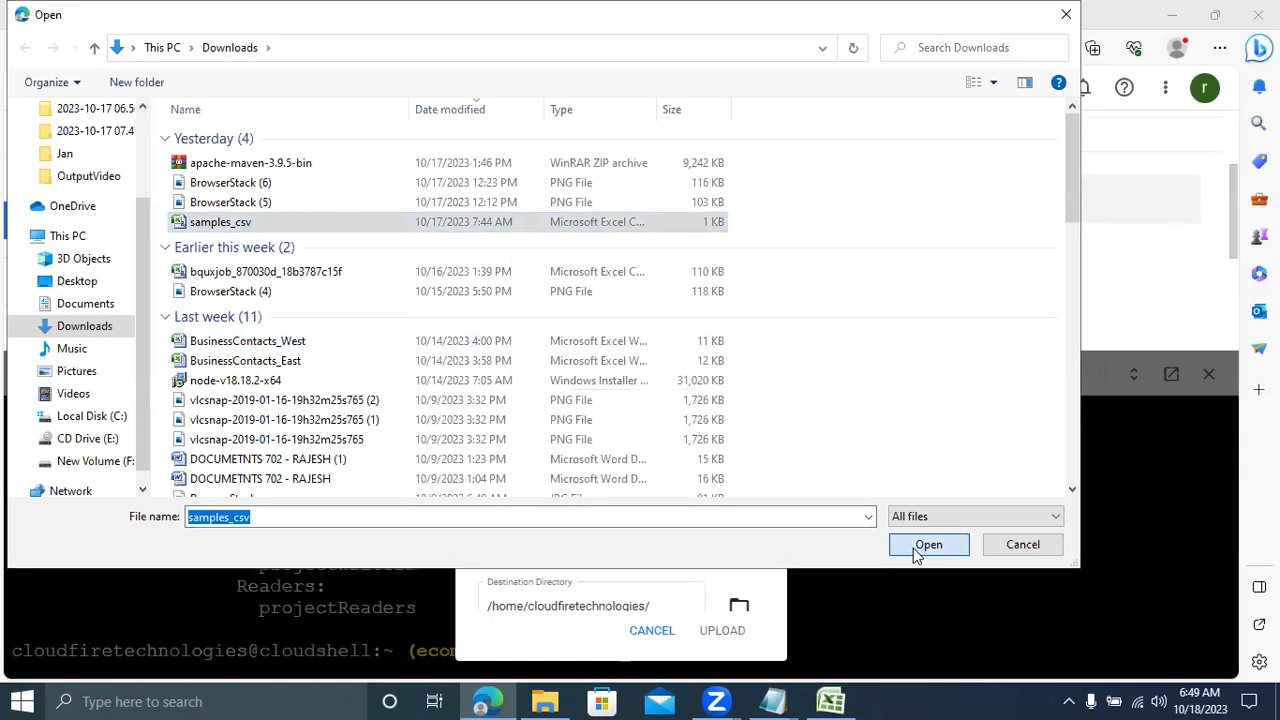 Open
This PC
Downloads
Search Downloads
Organize
New folder
r
2023-10-17 06.5
2023-10-17 07.4
Jan
OutputVideo
OneDrive
This PC
3D Objects
Desktop
Documents
Downloads
Music
Pictures
Videos
Local Disk (C:)
CD Drive (E:)
New Volume (F:
Network
Name Date modified Type Size
Yesterday (4)
apache-maven-3.9.5-bin 10/17/2023 1:46 PM WinRAR ZIP archive 9,242 KB
BrowserStack (6) 10/17/2023 12:23 PM PNG File 116 KB
BrowserStack (5) 10/17/2023 12:12 PM PNG File 103 KB
samples_csv 10/17/2023 7:44 AM Microsoft Excel C... 1 KB
Earlier this week (2)
bquxjob_870030d_18b3787c15f 10/16/2023 1:39 PM Microsoft Excel C... 110 KB
BrowserStack (4) 10/15/2023 5:50 PM PNG File 118 KB
Last week (11)
BusinessContacts_West 10/14/2023 4:00 PM Microsoft Excel W... 11 KB
BusinessContacts_East 10/14/2023 3:58 PM Microsoft Excel W... 12 KB
node-v18.18.2-x64 10/14/2023 7:05 AM Windows Installer ... 31,020 KB
vlcsnap-2019-01-16-19h32m25s765 (2) 10/9/2023 3:32 PM PNG File 1,726 KB
vlcsnap-2019-01-16-19h32m25s765 (1) 10/9/2023 3:32 PM PNG File 1,726 KB
vlcsnap-2019-01-16-19h32m25s765 10/9/2023 3:32 PM PNG File 1,726 KB
DOCUMETNTS 702 - RAJESH (1) 10/9/2023 1:23 PM Microsoft Word D... 15 KB
DOCUMETNTS 702 - RAJESH 10/9/2023 1:04 PM Microsoft Word D... 16 KB
File name: samples_csv All files
Open Cancel
Destination Directory
/home/cloudfiretechnologies/
CANCEL UPLOAD
Readers:
projectReaders
cloudfiretechnologies@cloudshell:~ (econ
Type here to search
6:49 AM
10/18/2023